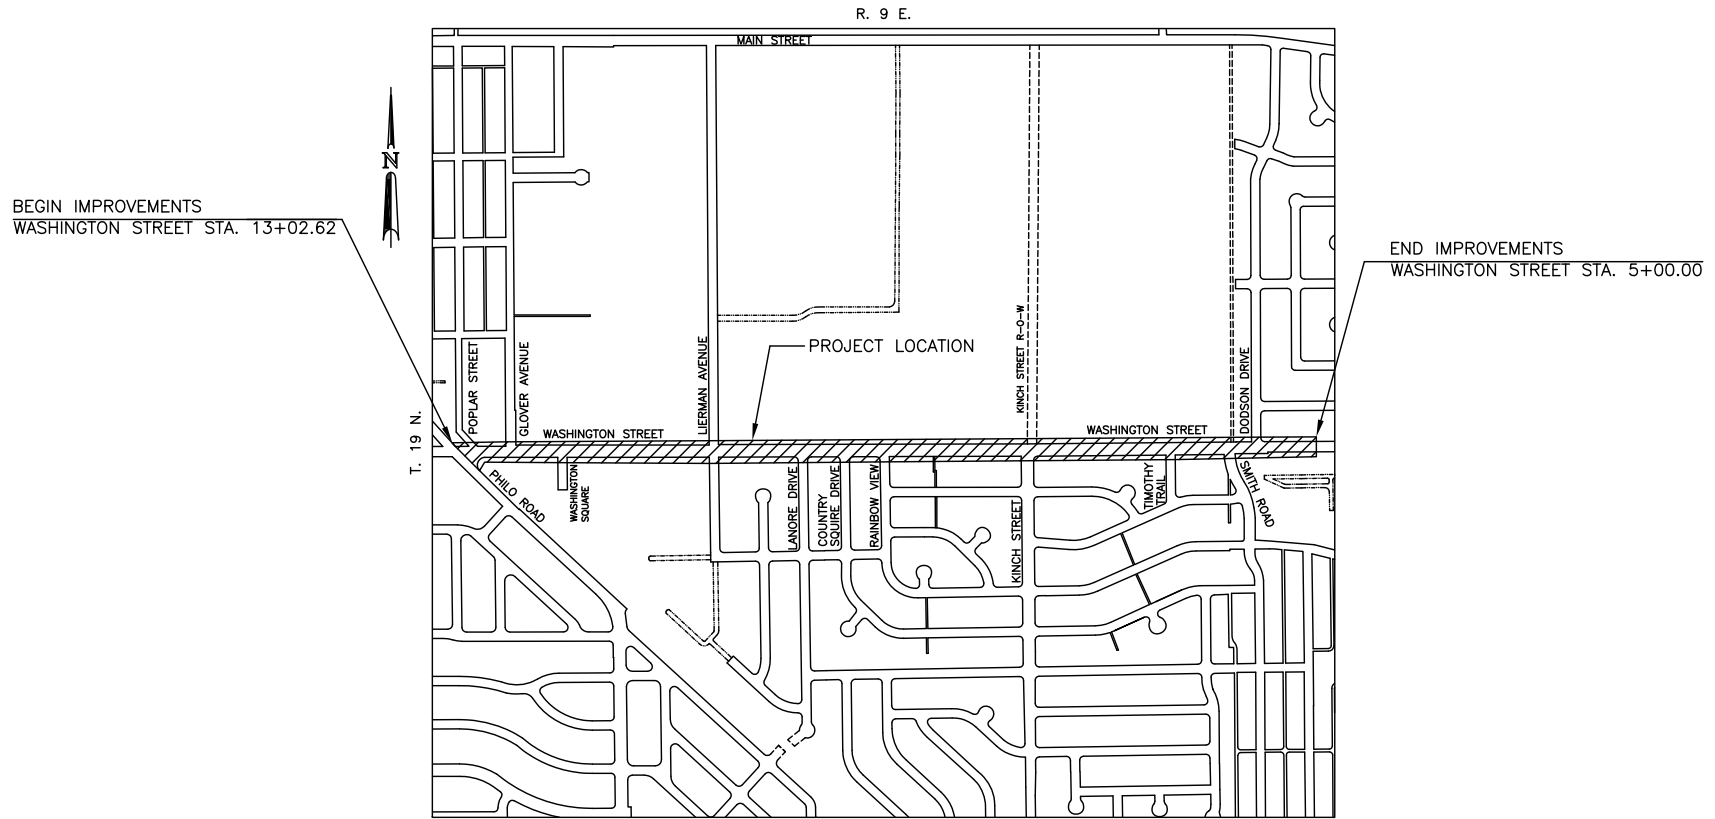 R. 9 E.
MAIN STREET
N
BEGIN IMPROVEMENTS
WASHINGTON STREET STA. 13+02.62
END IMPROVEMENTS
WASHINGTON STREET STA. 5+00.00
PROJECT LOCATION
POPLAR STREET
GLOVER AVENUE
LIERMAN AVENUE
KINCH STREET R-O-W
DODSON DRIVE
T. 19 N.
WASHINGTON STREET
WASHINGTON STREET
PHILO ROAD
WASHINGTON
SQUARE
LANORE DRIVE
COUNTRY
SQUIRE DRIVE
RAINBOW VIEW
KINCH STREET
TIMOTHY
TRAIL
SMITH ROAD